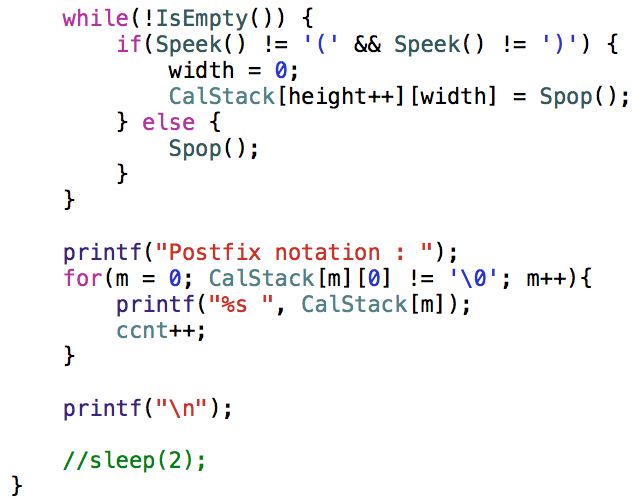 while(!IsEmpty()) {
if(Speek() != '(' && Speek() != ')') {
width = 0;
CalStack[height++][width] = Spop();
} else {
Spop();
}
}
printf("Postfix notation : ");
for(m = 0; CalStack[m][0] != '\0'; m++){
printf("%s ", CalStack[m]);
ccnt++;
}
printf("\n");
//sleep(2);
}